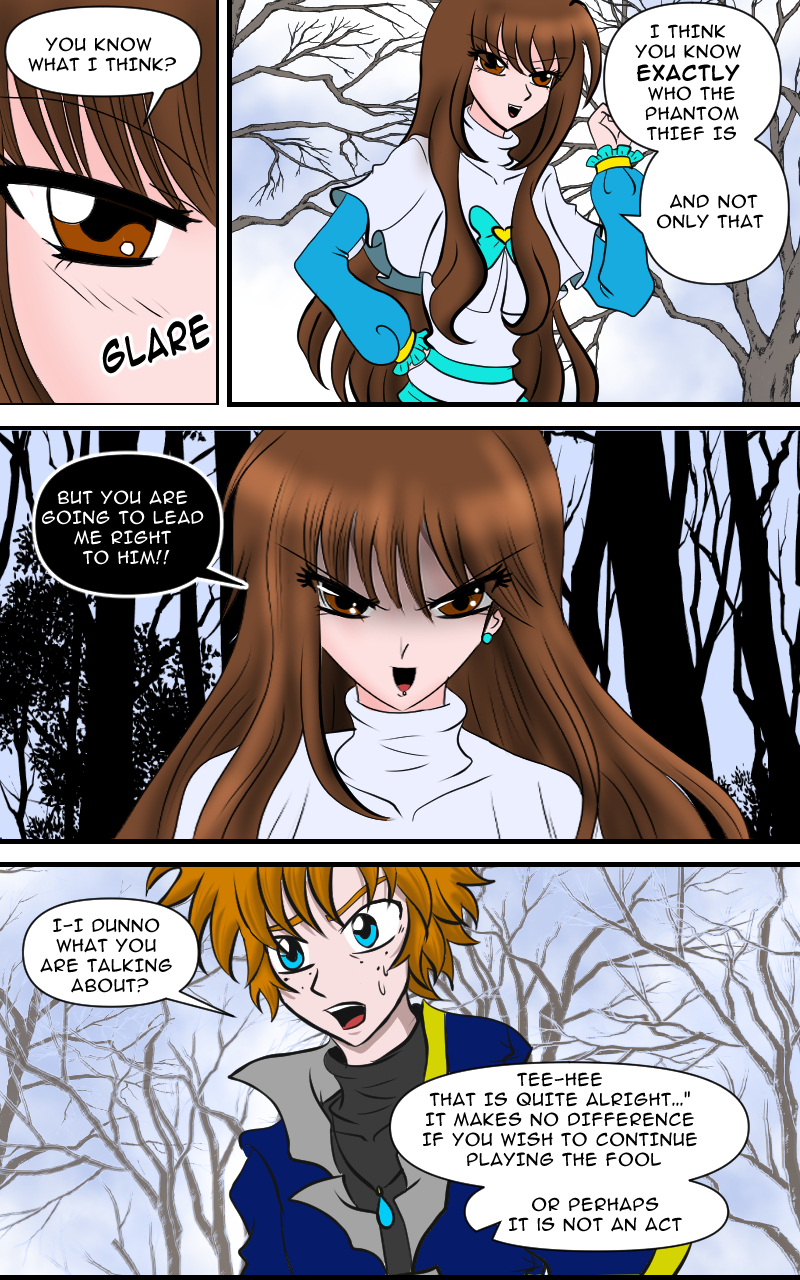 YOU KNOW
WHAT I THINK?
GLARE
I THINK
YOU KNOW
EXACTLY
WHO THE
PHANTOM
THIEF IS
AND NOT
ONLY THAT
BUT YOU ARE
GOING TO LEAD
ME RIGHT
TO HIM!!
I-I DUNNO
WHAT YOU
ARE TALKING
ABOUT?
TEE-HEE
THAT IS QUITE ALRIGHT..."
IT MAKES NO DIFFERENCE
IF YOU WISH TO CONTINUE
PLAYING THE FOOL
OR PERHAPS
IT IS NOT AN ACT